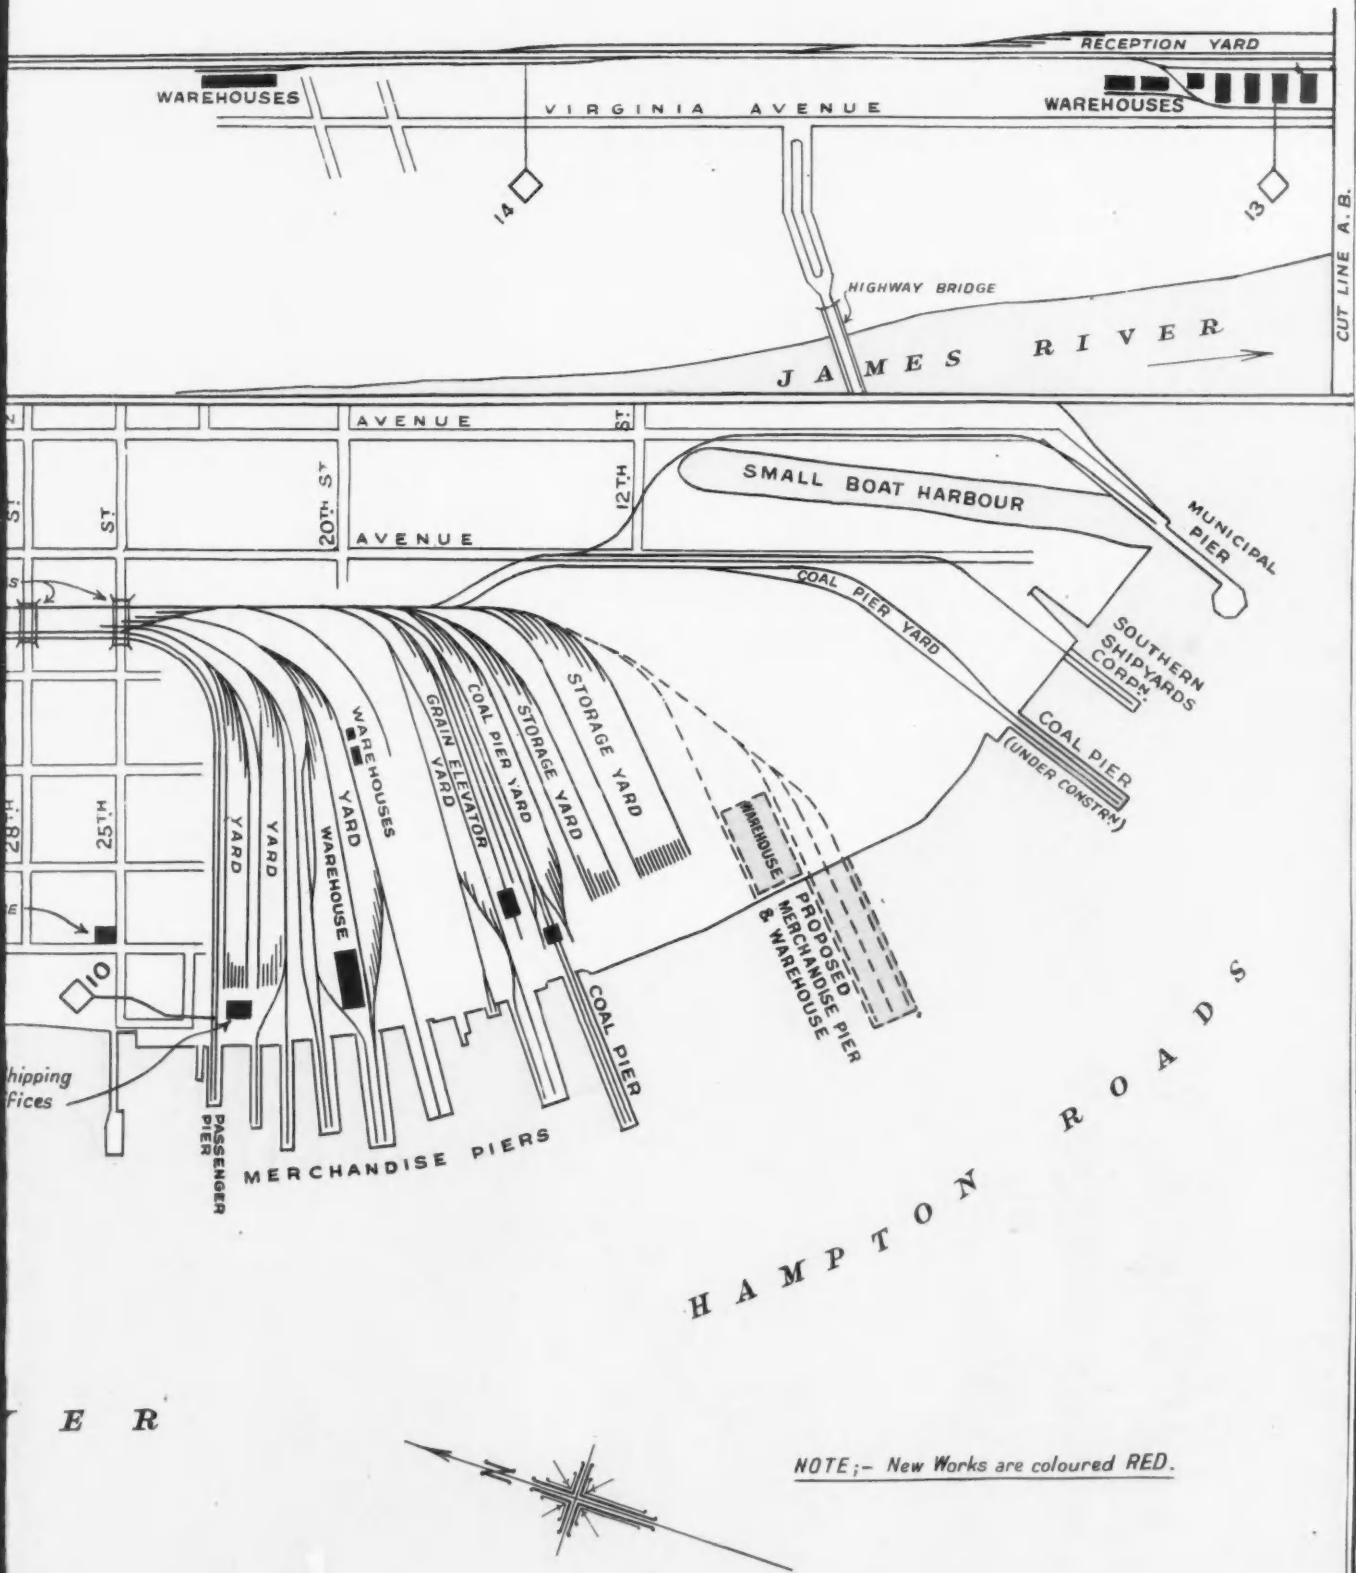 RECEPTION YARD
WAREHOUSES
WAREHOUSES
VIRGINIA AVENUE
14
13
HIGHWAY BRIDGE
JAMES RIVER
CUT LINE A.B.
AVENUE
ST
12TH
SMALL BOAT HARBOUR
MUNICIPAL
PIER
ST
ST
20TH ST
AVENUE
COAL PIER YARD
SOUTHERN
SHIPYARDS
CORPN.
COAL PIER
(UNDER CONSTRN)
28TH
25TH
YARD
YARD
WAREHOUSE
YARD
WAREHOUSES
GRAIN ELEVATOR
YARD
COAL PIER YARD
STORAGE YARD
STORAGE YARD
WAREHOUSE
PROPOSED
MERCHANDISE PIER
& WAREHOUSE
10
hipping
fices
PASSENGER
PIER
MERCHANDISE PIERS
COAL PIER
HAMPTON ROADS
ER
N
NOTE;- New Works are coloured RED.